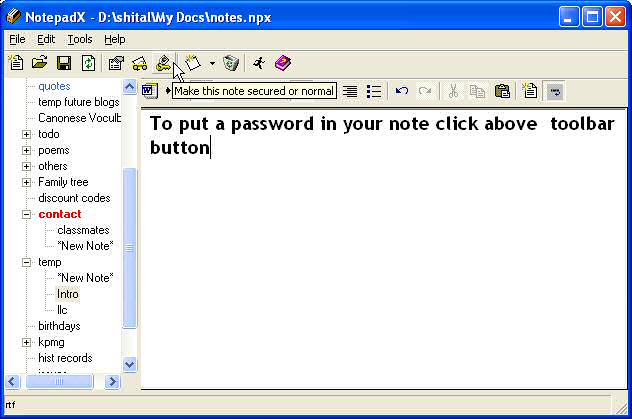 NotepadX - D:\shital\My Docs\notes.npx
File Edit Tools Help
Make this note secured or normal
quotes
temp future blogs
Canonese Voculb
todo
poems
others
Family tree
discount codes
contact
classmates
*New Note*
temp
*New Note*
Intro
llc
birthdays
kpmg
hist records
To put a password in your note click above toolbar
button
rtf